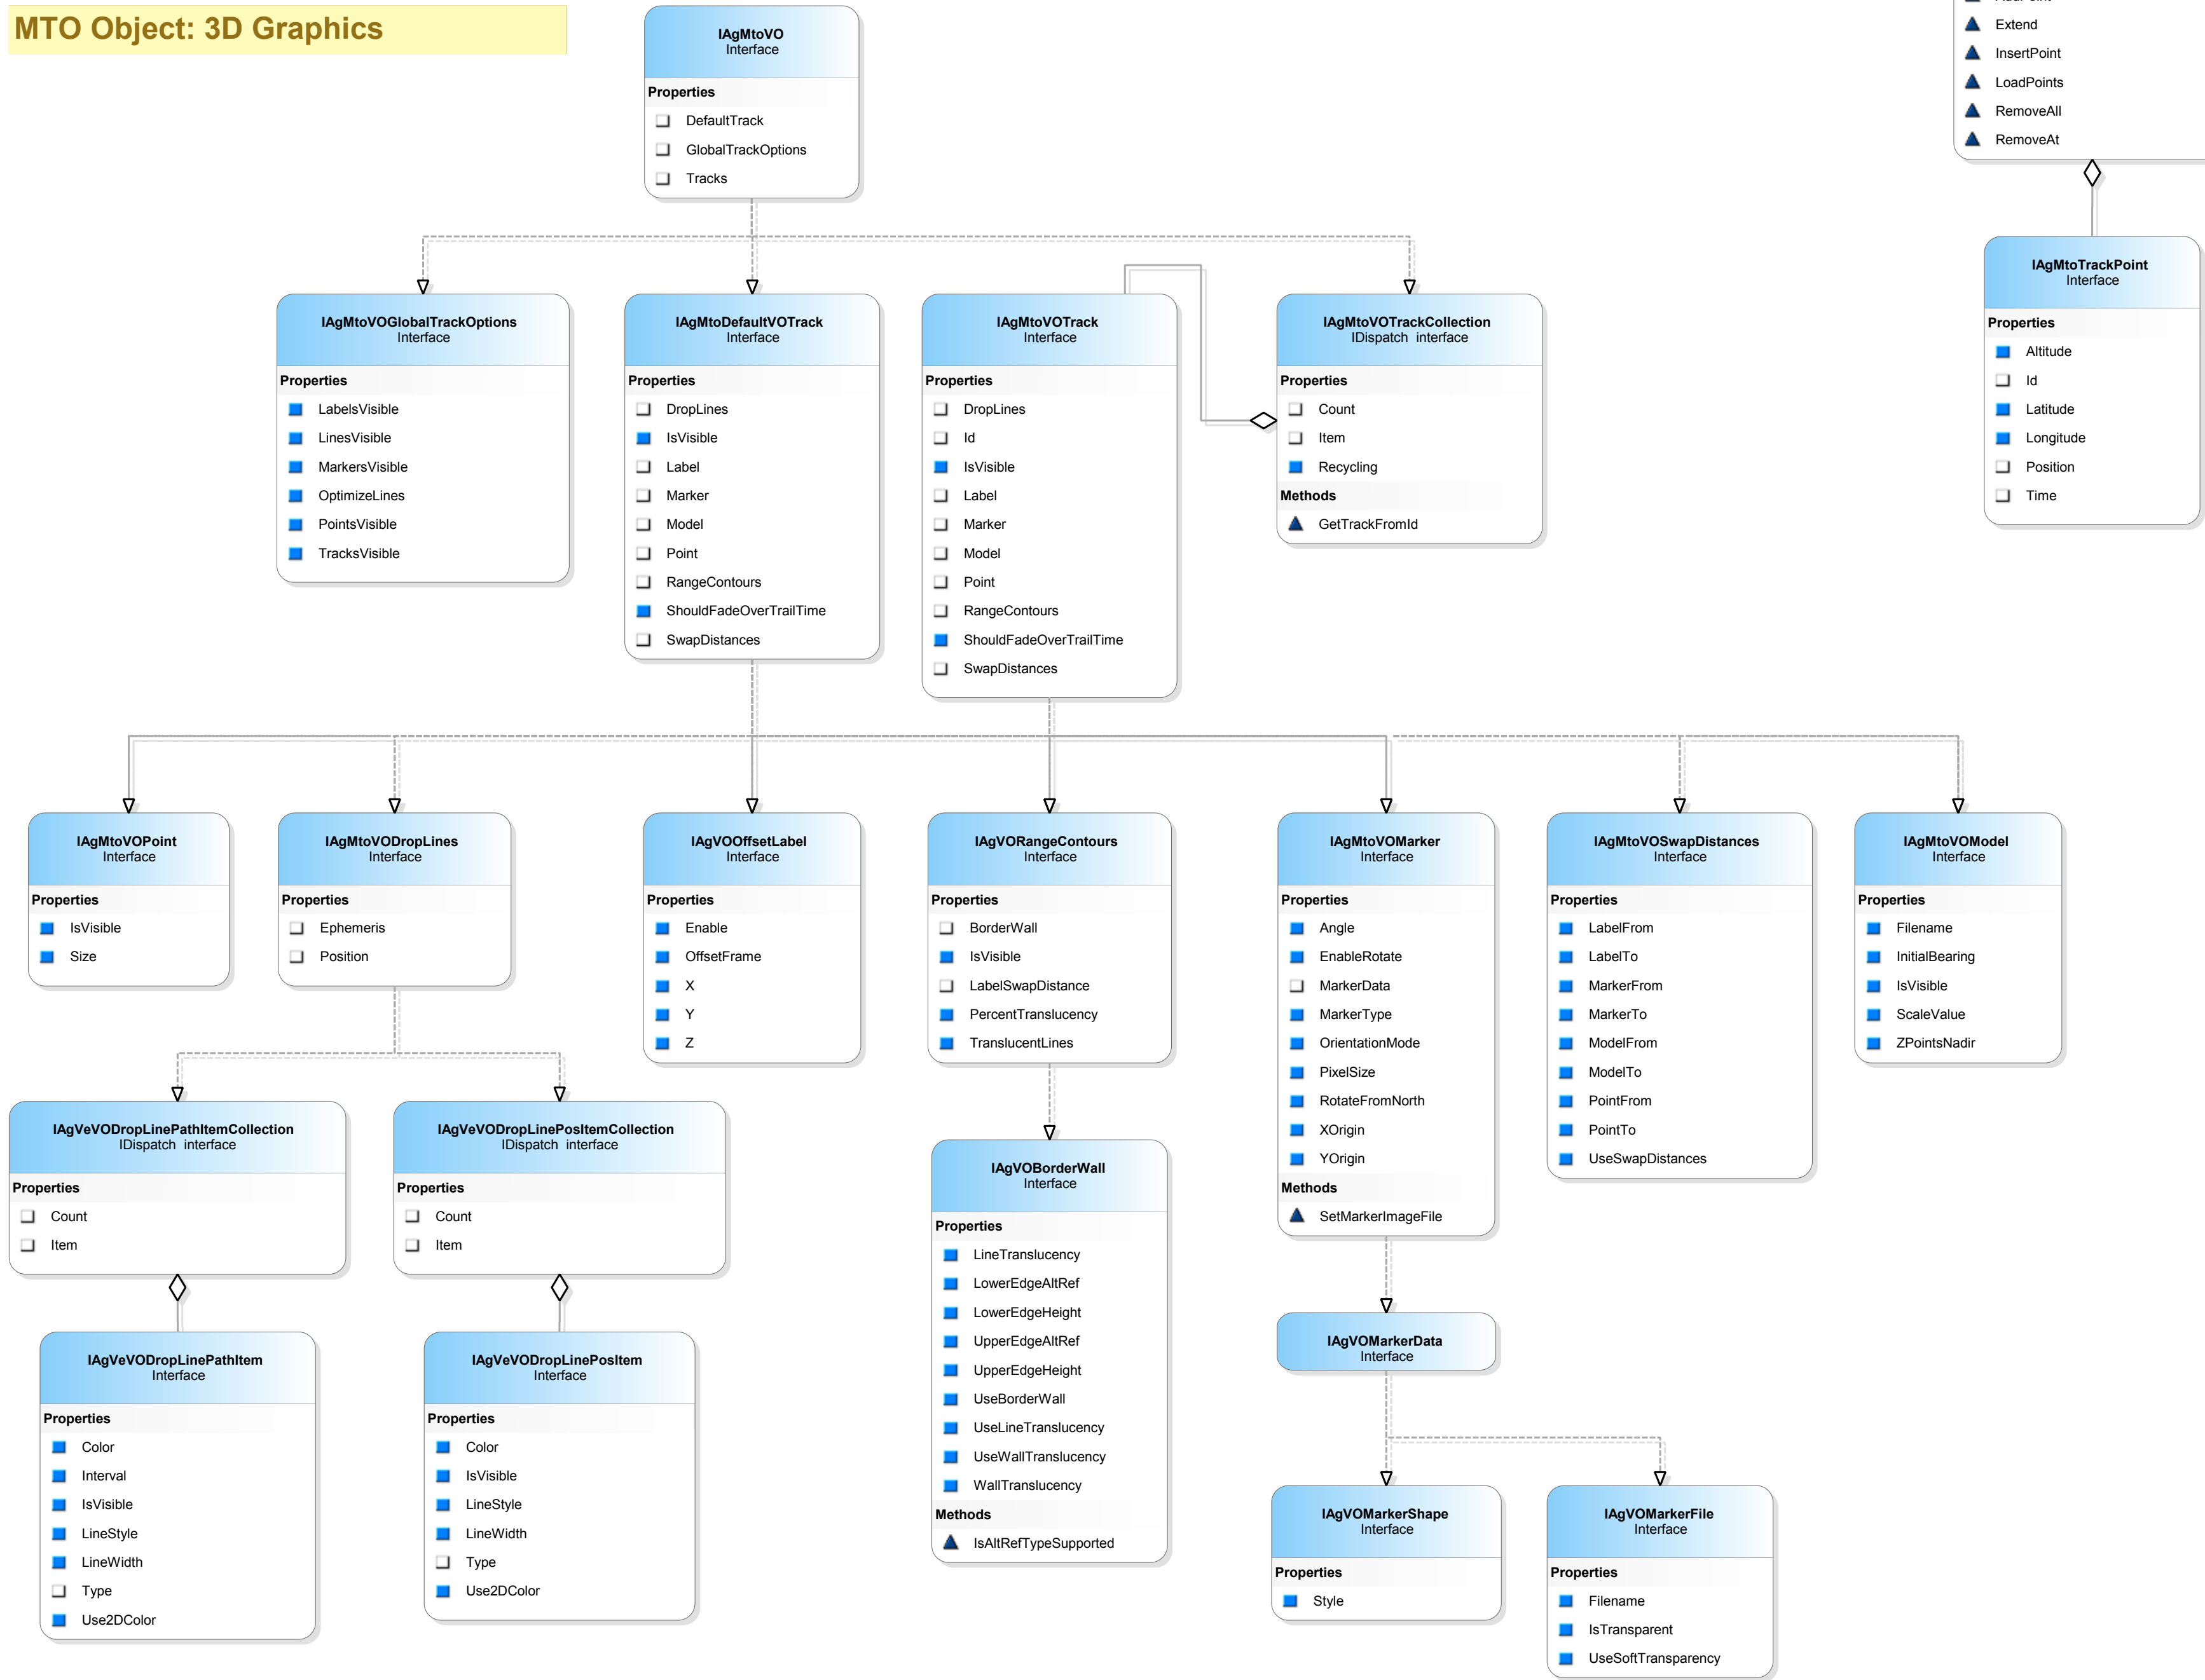 MTO Object: 3D Graphics
IAgMtoVO
Interface
Properties
DefaultTrack
GlobalTrackOptions
Tracks
Extend
InsertPoint
LoadPoints
RemoveAll
RemoveAt
IAgMtoTrackPoint
Interface
Properties
Altitude
Id
Latitude
Longitude
Position
Time
IAgMtoVOGlobalTrackOptions
Interface
Properties
LabelsVisible
LinesVisible
MarkersVisible
OptimizeLines
PointsVisible
TracksVisible
IAgMtoDefaultVOTrack
Interface
Properties
DropLines
IsVisible
Label
Marker
Model
Point
RangeContours
ShouldFadeOverTrailTime
SwapDistances
IAgMtoVOTrack
Interface
Properties
DropLines
Id
IsVisible
Label
Marker
Model
Point
RangeContours
ShouldFadeOverTrailTime
SwapDistances
IAgMtoVOTrackCollection
IDispatch interface
Properties
Count
Item
Recycling
Methods
GetTrackFromId
IAgMtoVOPoint
Interface
Properties
IsVisible
Size
IAgMtoVODropLines
Interface
Properties
Ephemeris
Position
IAgVOOffsetLabel
Interface
Properties
Enable
OffsetFrame
X
Y
Z
IAgVORangeContours
Interface
Properties
BorderWall
IsVisible
LabelSwapDistance
PercentTranslucency
TranslucentLines
IAgMtoVOMarker
Interface
Properties
Angle
EnableRotate
MarkerData
MarkerType
OrientationMode
PixelSize
RotateFromNorth
XOrigin
YOrigin
Methods
SetMarkerImageFile
IAgMtoVOSwapDistances
Interface
Properties
LabelFrom
LabelTo
MarkerFrom
MarkerTo
ModelFrom
ModelTo
PointFrom
PointTo
UseSwapDistances
IAgMtoVOModel
Interface
Properties
Filename
InitialBearing
IsVisible
ScaleValue
ZPointsNadir
IAgVeVODropLinePathItemCollection
IDispatch interface
Properties
Count
Item
IAgVeVODropLinePosItemCollection
IDispatch interface
Properties
Count
Item
IAgVOBorderWall
Interface
Properties
LineTranslucency
LowerEdgeAltRef
LowerEdgeHeight
UpperEdgeAltRef
UpperEdgeHeight
UseBorderWall
UseLineTranslucency
UseWallTranslucency
WallTranslucency
Methods
IsAltRefTypeSupported
IAgVeVODropLinePathItem
Interface
Properties
Color
Interval
IsVisible
LineStyle
LineWidth
Type
Use2DColor
IAgVeVODropLinePosItem
Interface
Properties
Color
IsVisible
LineStyle
LineWidth
Type
Use2DColor
IAgVOMarkerData
Interface
IAgVOMarkerShape
Interface
Properties
Style
IAgVOMarkerFile
Interface
Properties
Filename
IsTransparent
UseSoftTransparency